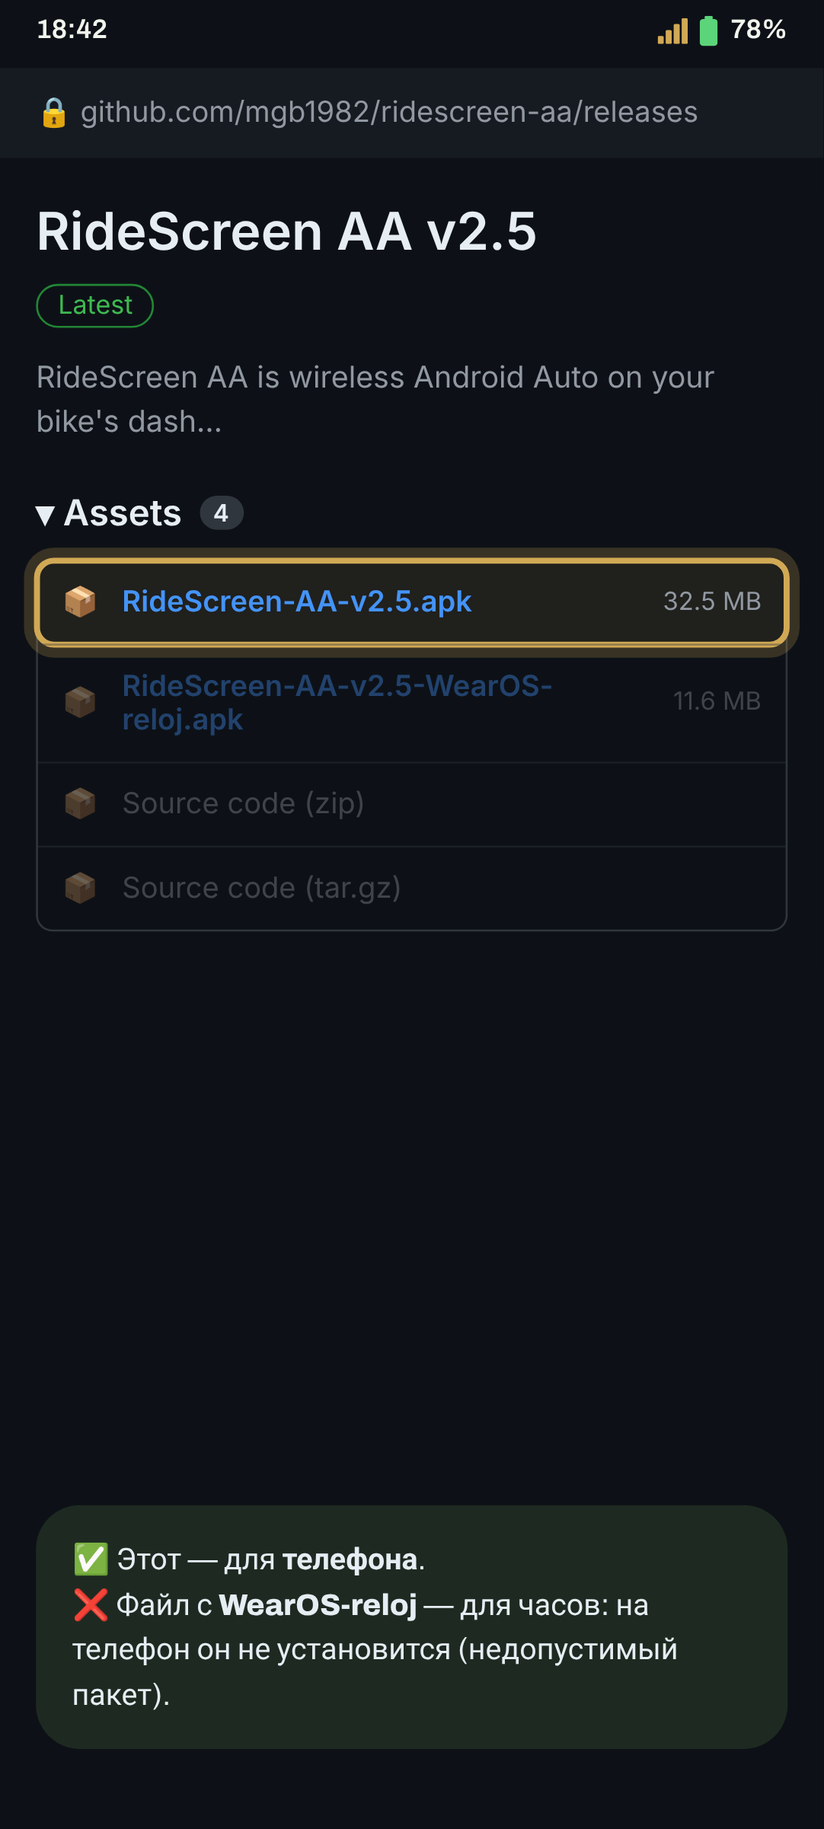 18:42
78%
github.com/mgb1982/ridescreen-aa/releases
RideScreen AA v2.5
Latest
RideScreen AA is wireless Android Auto on your
bike's dash...
▾ Assets 4
RideScreen-AA-v2.5.apk 32.5 MB
RideScreen-AA-v2.5-WearOS-
reloj.apk
11.6 MB
Source code (zip)
Source code (tar.gz)
✅ Этот — для телефона.
❌ Файл с WearOS-reloj — для часов: на
телефон он не установится (недопустимый
пакет).